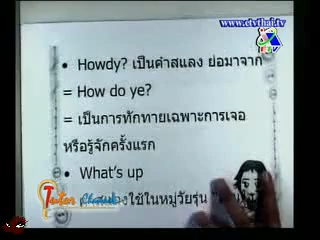 www.etvthai.tv
ETV
• Howdy? เป็นคำสแลง ย่อมาจาก
= How do ye?
= เป็นการทักทายเฉพาะการเจอ
หรือรู้จักครั้งแรก
• What's up
ใช้ในหมู่วัยรุ่น
Tutor Channel